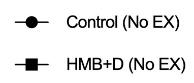 Control (No EX)
HMB+D (No EX)